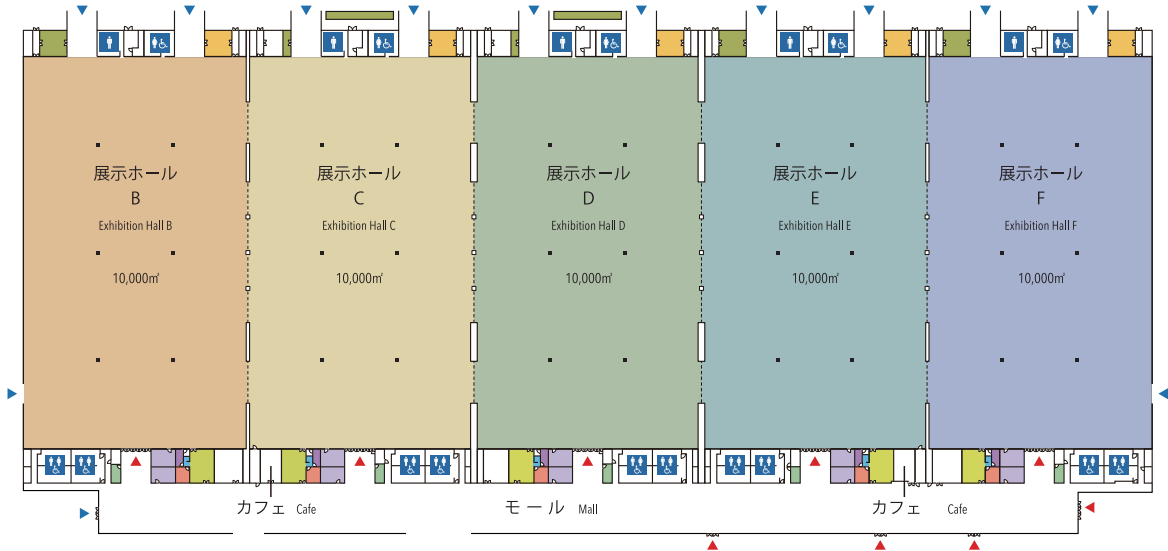 展示ホール
B
Exhibition Hall B
10,000㎡
展示ホール
C
Exhibition Hall C
10,000㎡
展示ホール
D
Exhibition Hall D
10,000㎡
展示ホール
E
Exhibition Hall E
10,000㎡
展示ホール
F
Exhibition Hall F
10,000㎡
カフェ Cafe
モール Mall
カフェ Cafe